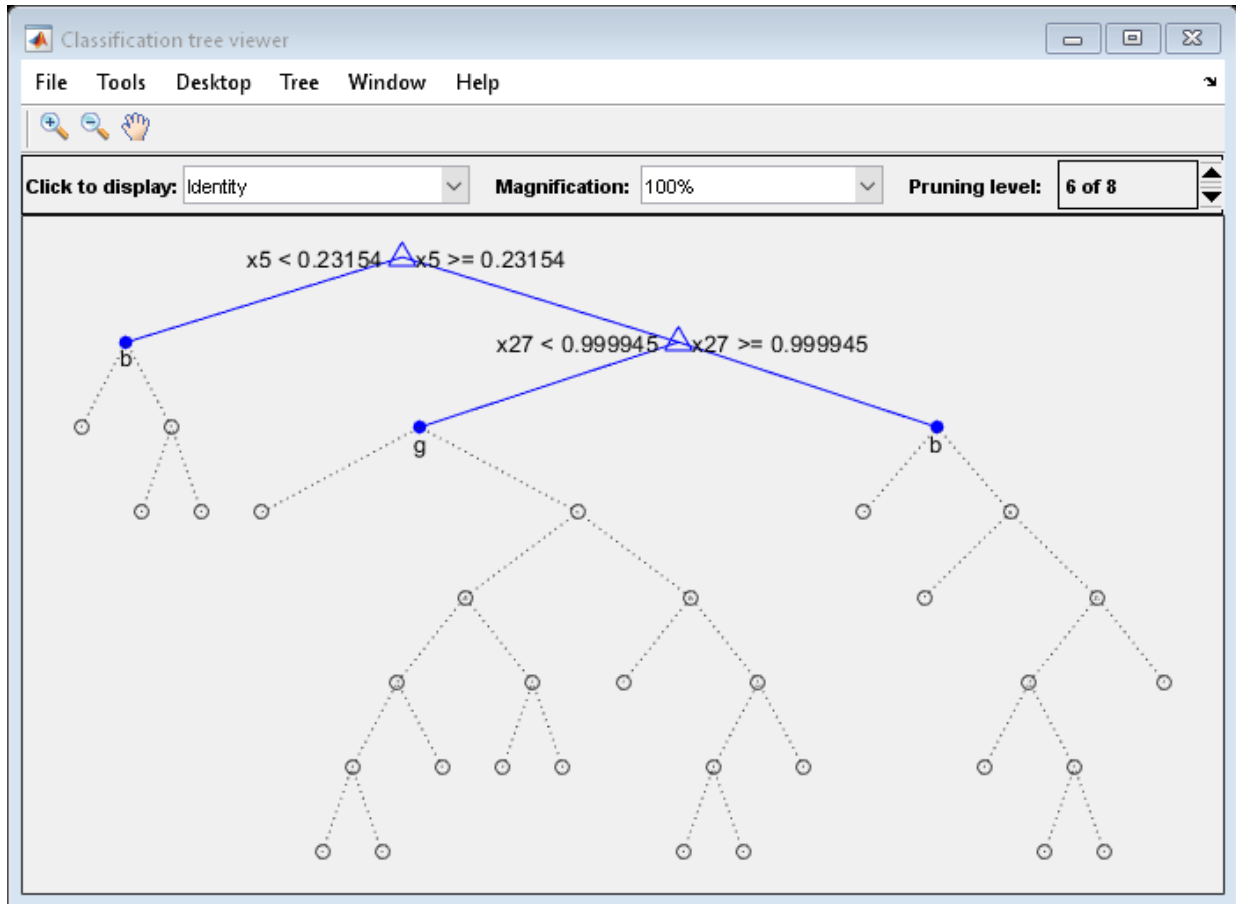 Classification tree viewer
File Tools Desktop Tree Window Help
Click to display: Identity Magnification: 100% Pruning level: 6 of 8
x5 < 0.23154 x5 >= 0.23154
b
x27 < 0.999945 x27 >= 0.999945
g
b